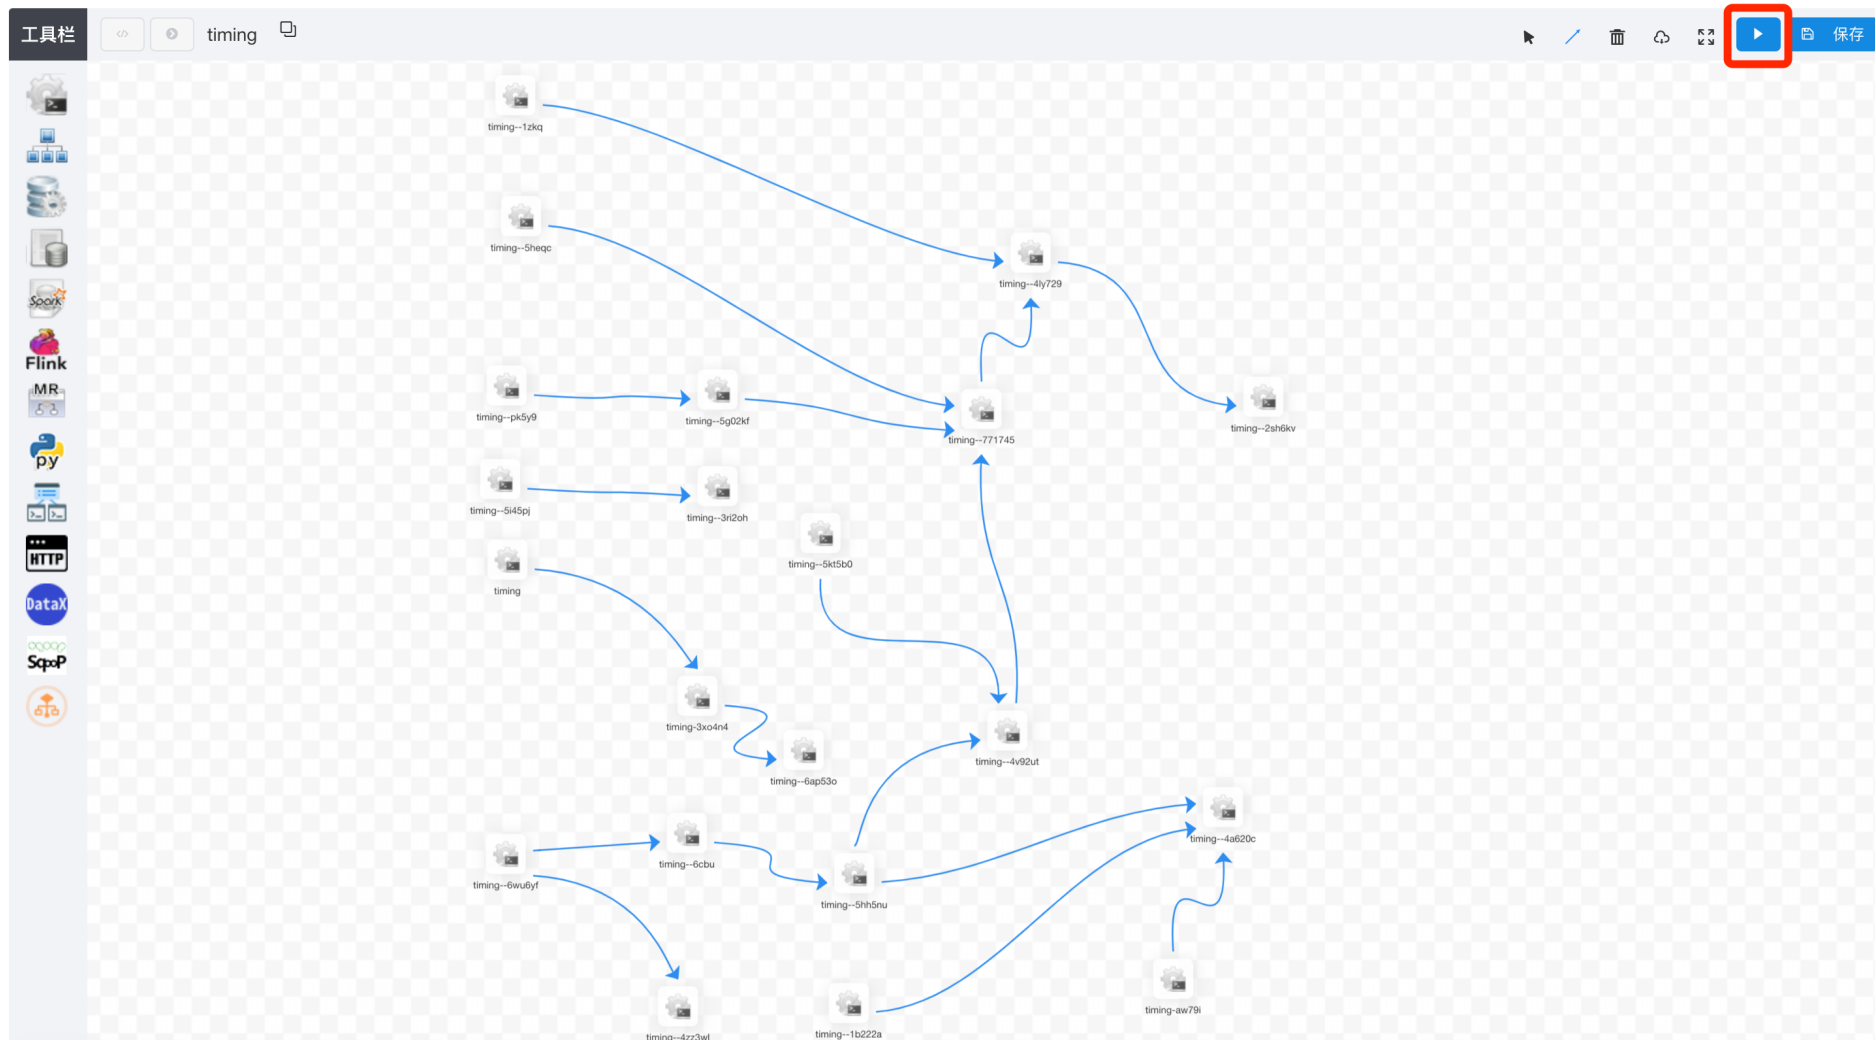 工具栏
timing
保存
timing--1zkq
timing--5heqc
timing--4ly729
timing--pk5y9
timing--5g02kf
timing--771745
timing--2sh6kv
timing--5i45pj
timing--3ri2oh
timing--5kt5b0
timing
timing-3xo4n4
timing--6ap53o
timing--4v92ut
timing--6wu6yf
timing--6cbu
timing--5hh5nu
timing--4a620c
timing--4zz3wl
timing--1b222a
timing-aw79i
Spark
Flink
MR
py
HTTP
DataX
SqooP